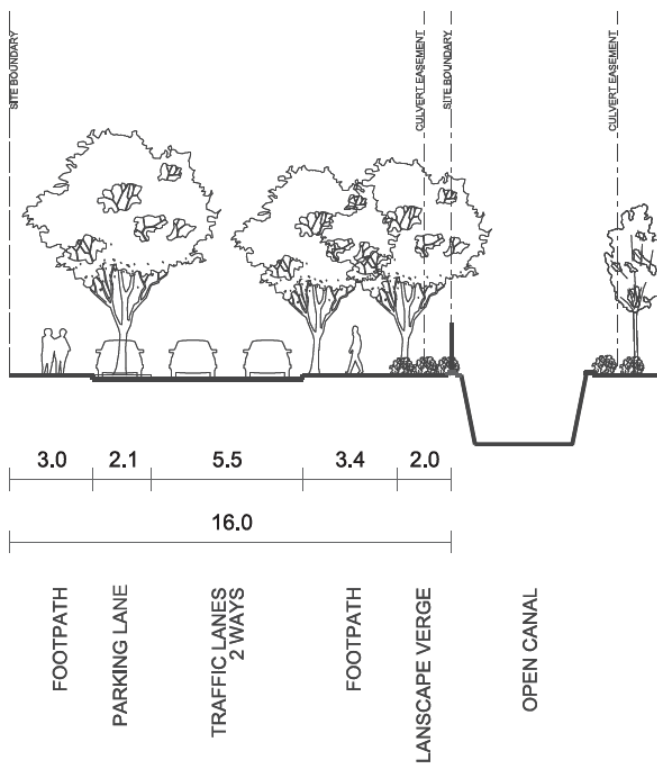 SITE BOUNDARY
CULVERT EASEMENT
SITE BOUNDARY
CULVERT EASEMENT
3.0
2.1
5.5
3.4
2.0
16.0
FOOTPATH
PARKING LANE
TRAFFIC LANES
2 WAYS
FOOTPATH
LANSCAPE VERGE
OPEN CANAL